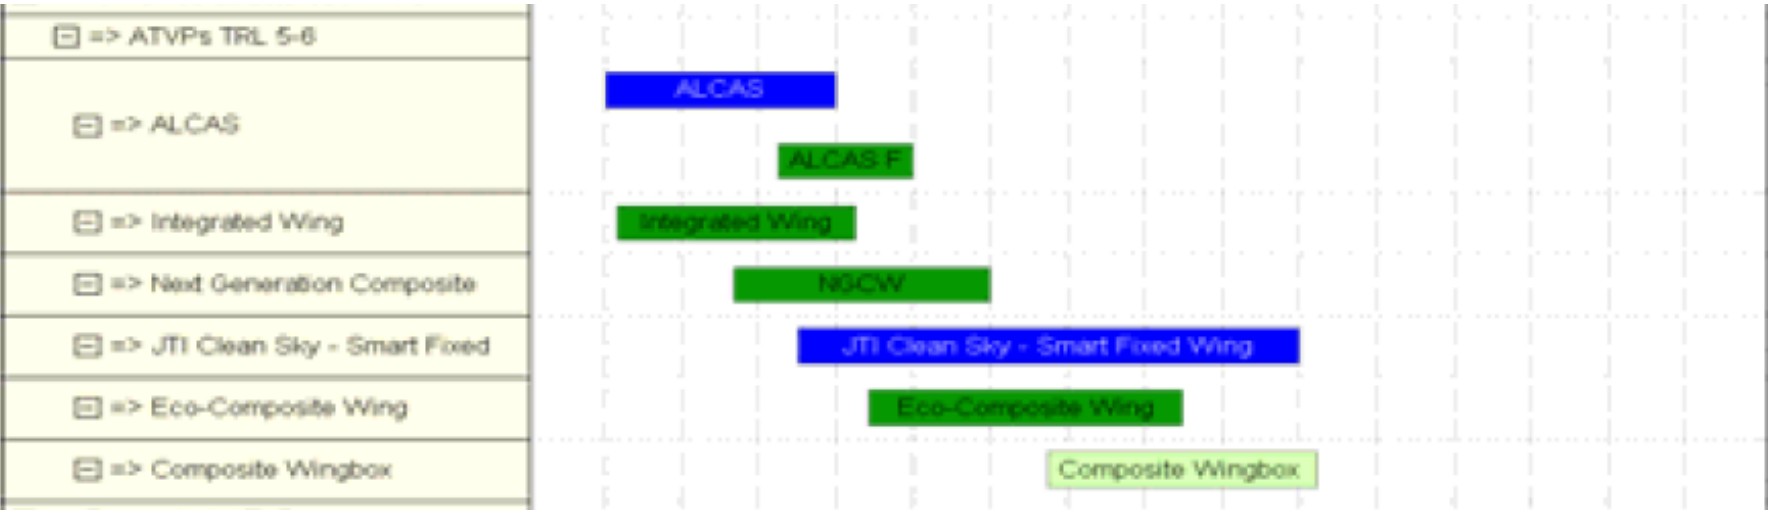 => ATVPs TRL 5-6
ALCAS
=> ALCAS
ALCAS F
=> Integrated Wing
Integrated Wing
=> Next Generation Composite
NGCW
=> JTI Clean Sky - Smart Fixed
JTI Clean Sky - Smart Fixed Wing
=> Eco-Composite Wing
Eco-Composite Wing
=> Composite Wingbox
Composite Wingbox